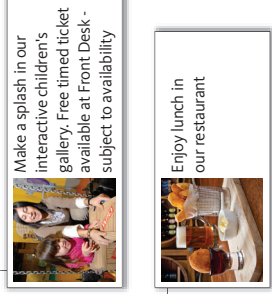 Make a splash in our
interactive children's
gallery. Free timed ticket
available at Front Desk -
subject to availability
Enjoy lunch in
our restaurant